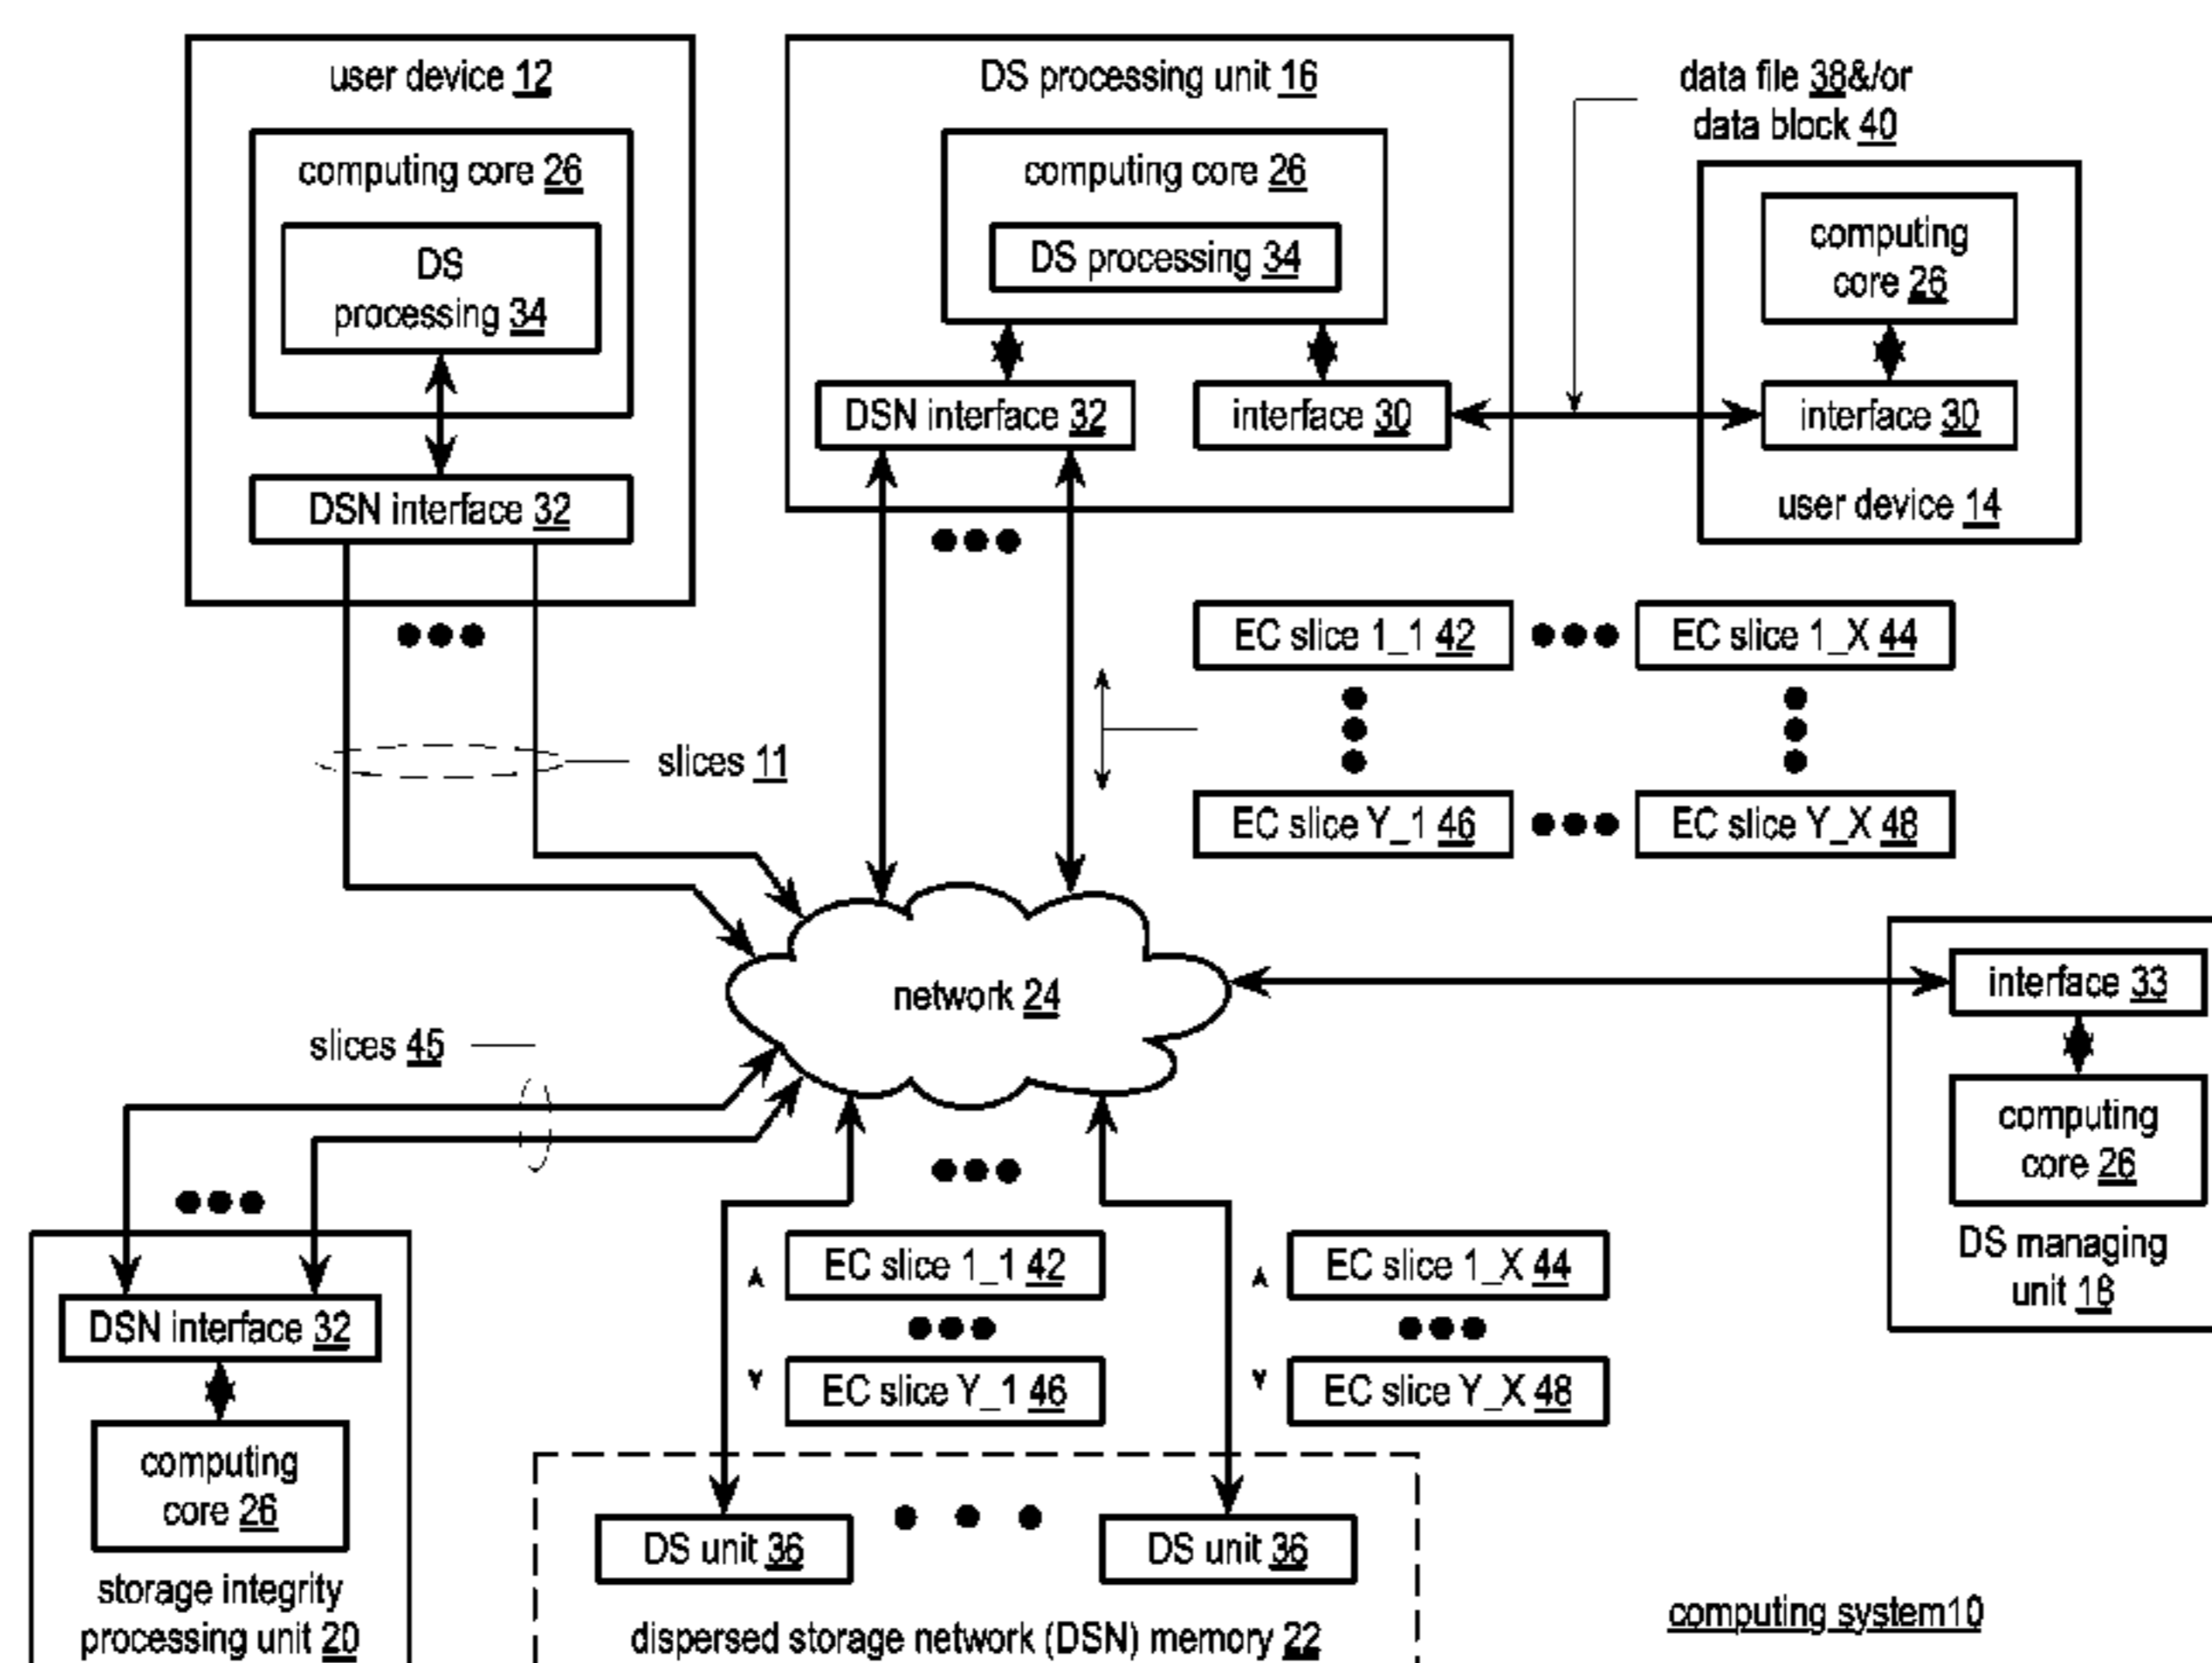 user device 12
computing core 26
DS
processing 34
DSN interface 32
DS processing unit 16
computing core 26
DS processing 34
DSN interface 32
interface 30
data file 38&/or
data block 40
computing
core 26
interface 30
user device 14
EC slice 1_1 42
EC slice 1_X 44
EC slice Y_1 46
EC slice Y_X 48
slices 11
network 24
interface 33
computing
core 26
DS managing
unit 18
slices 45
DSN interface 32
computing
core 26
storage integrity
processing unit 20
EC slice 1_1 42
EC slice Y_1 46
EC slice 1_X 44
EC slice Y_X 48
DS unit 36
DS unit 36
dispersed storage network (DSN) memory 22
computing system10